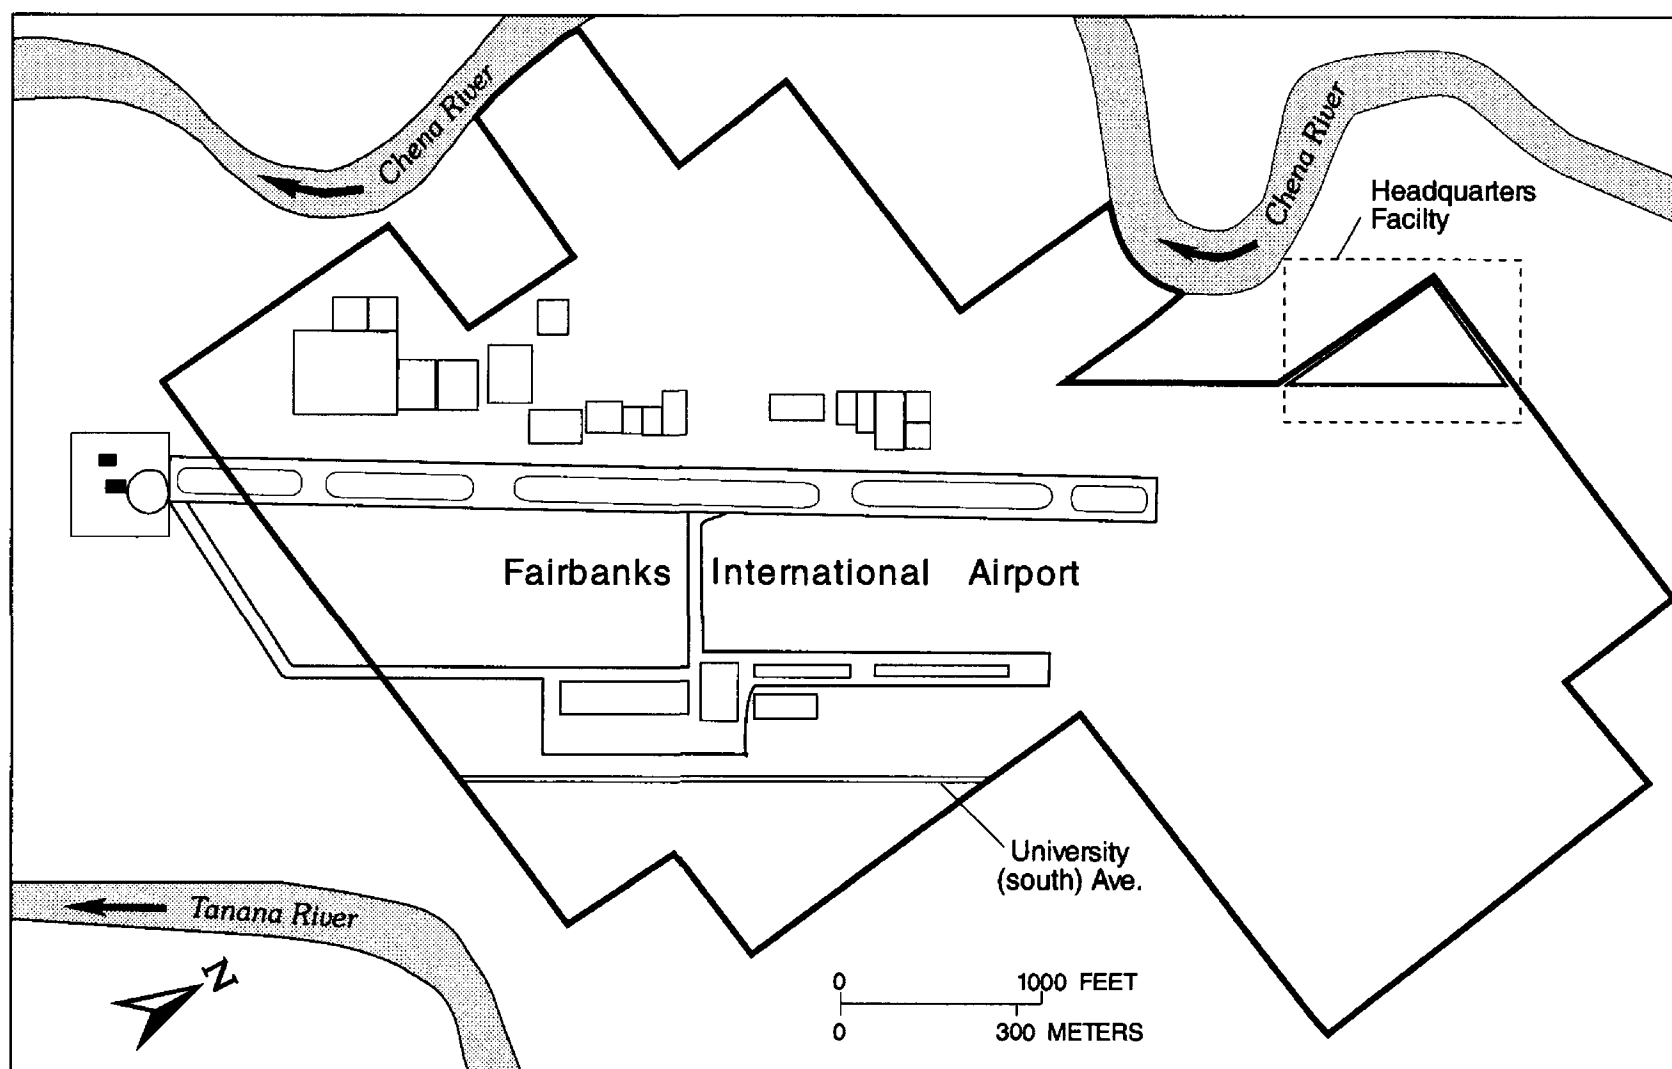 Chena River
Chena River
Headquarters
Facilty
Fairbanks International Airport
University
(south) Ave.
Tanana River
N
0 1000 FEET
0 300 METERS